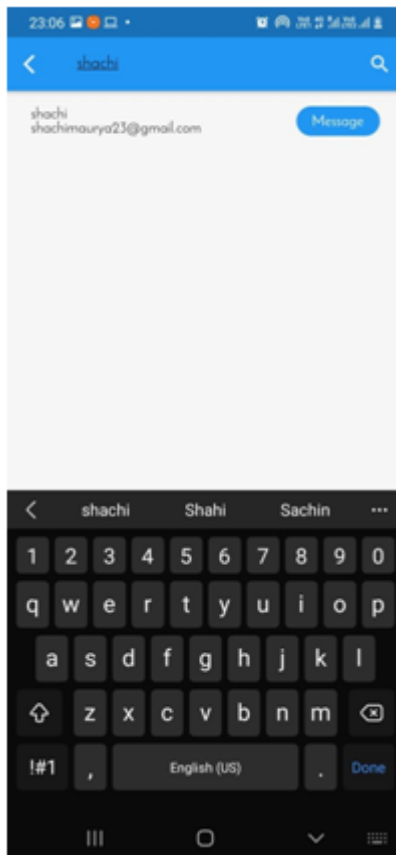 23:06
shachi
shachi
shachimaurya23@gmail.com
Message
shachi Shahi Sachin
1 2 3 4 5 6 7 8 9 0
q w e r t y u i o p
a s d f g h j k l
z x c v b n m
!#1 , English (US) . Done